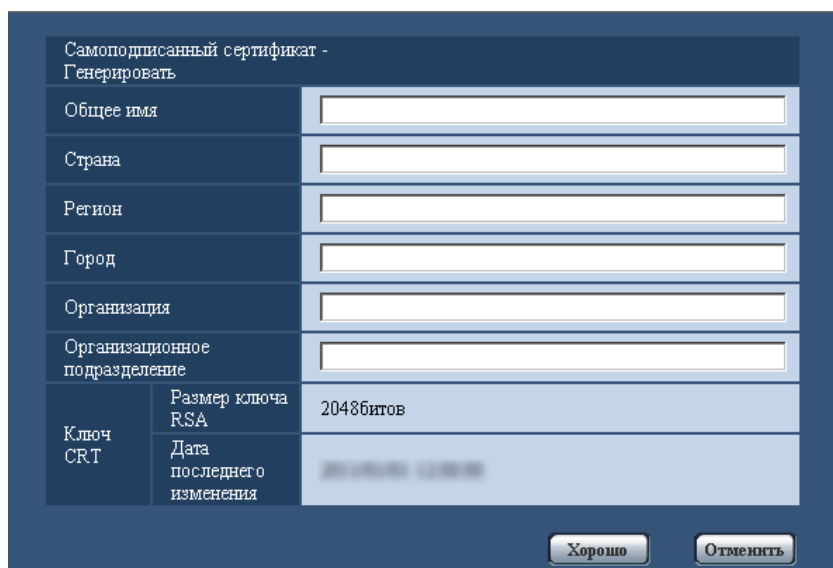 Самоподписанный сертификат -
Генерировать
Общее имя
Страна
Регион
Город
Организация
Организационное
подразделение
Ключ
CRT
Размер ключа
RSA
2048битов
Дата
последнего
изменения
Хорошо
Отменить